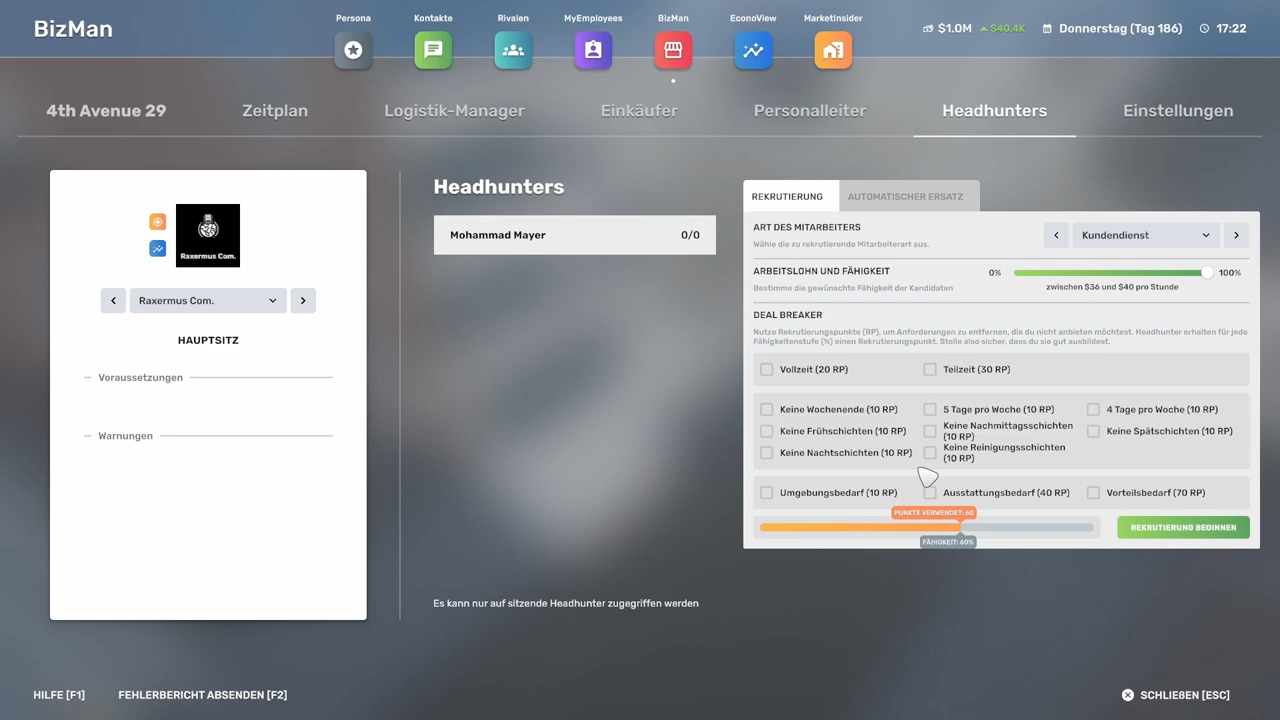 BizMan
Persona
Kontakte
Rivalen
MyEmployees
BizMan
EconoView
MarketInsider
$1.0M
$40.4K
Donnerstag (Tag 186)
17:22
4th Avenue 29
Zeitplan
Logistik-Manager
Einkäufer
Personalleiter
Headhunters
Einstellungen
Raxermus Com.
Raxermus Com.
HAUPTSITZ
Voraussetzungen
Warnungen
Headhunters
Mohammad Mayer
0/0
Es kann nur auf sitzende Headhunter zugegriffen werden
REKRUTIERUNG
AUTOMATISCHER ERSATZ
ART DES MITARBEITERS
Wähle die zu rekrutierende Mitarbeiterart aus.
Kundendienst
ARBEITSLOHN UND FÄHIGKEIT
Bestimme die gewünschte Fähigkeit der Kandidaten
0%
100%
zwischen $36 und $40 pro Stunde
DEAL BREAKER
Nutze Rekrutierungspunkte (RP), um Anforderungen zu entfernen, die du nicht anbieten möchtest. Headhunter erhalten für jede
Fähigkeitenstufe (%) einen Rekrutierungspunkt. Stelle also sicher, dass du sie gut ausbildest.
Vollzeit (20 RP)
Teilzeit (30 RP)
Keine Wochenende (10 RP)
5 Tage pro Woche (10 RP)
4 Tage pro Woche (10 RP)
Keine Frühschichten (10 RP)
Keine Nachmittagsschichten
(10 RP)
Keine Spätschichten (10 RP)
Keine Nachtschichten (10 RP)
Keine Reinigungsschichten
(10 RP)
Umgebungsbedarf (10 RP)
Ausstattungsbedarf (40 RP)
Vorteilsbedarf (70 RP)
PUNKTE VERWENDET: 60
FÄHIGKEIT: 60%
REKRUTIERUNG BEGINNEN
HILFE [F1]
FEHLERBERICHT ABSENDEN [F2]
SCHLIEẞEN [ESC]